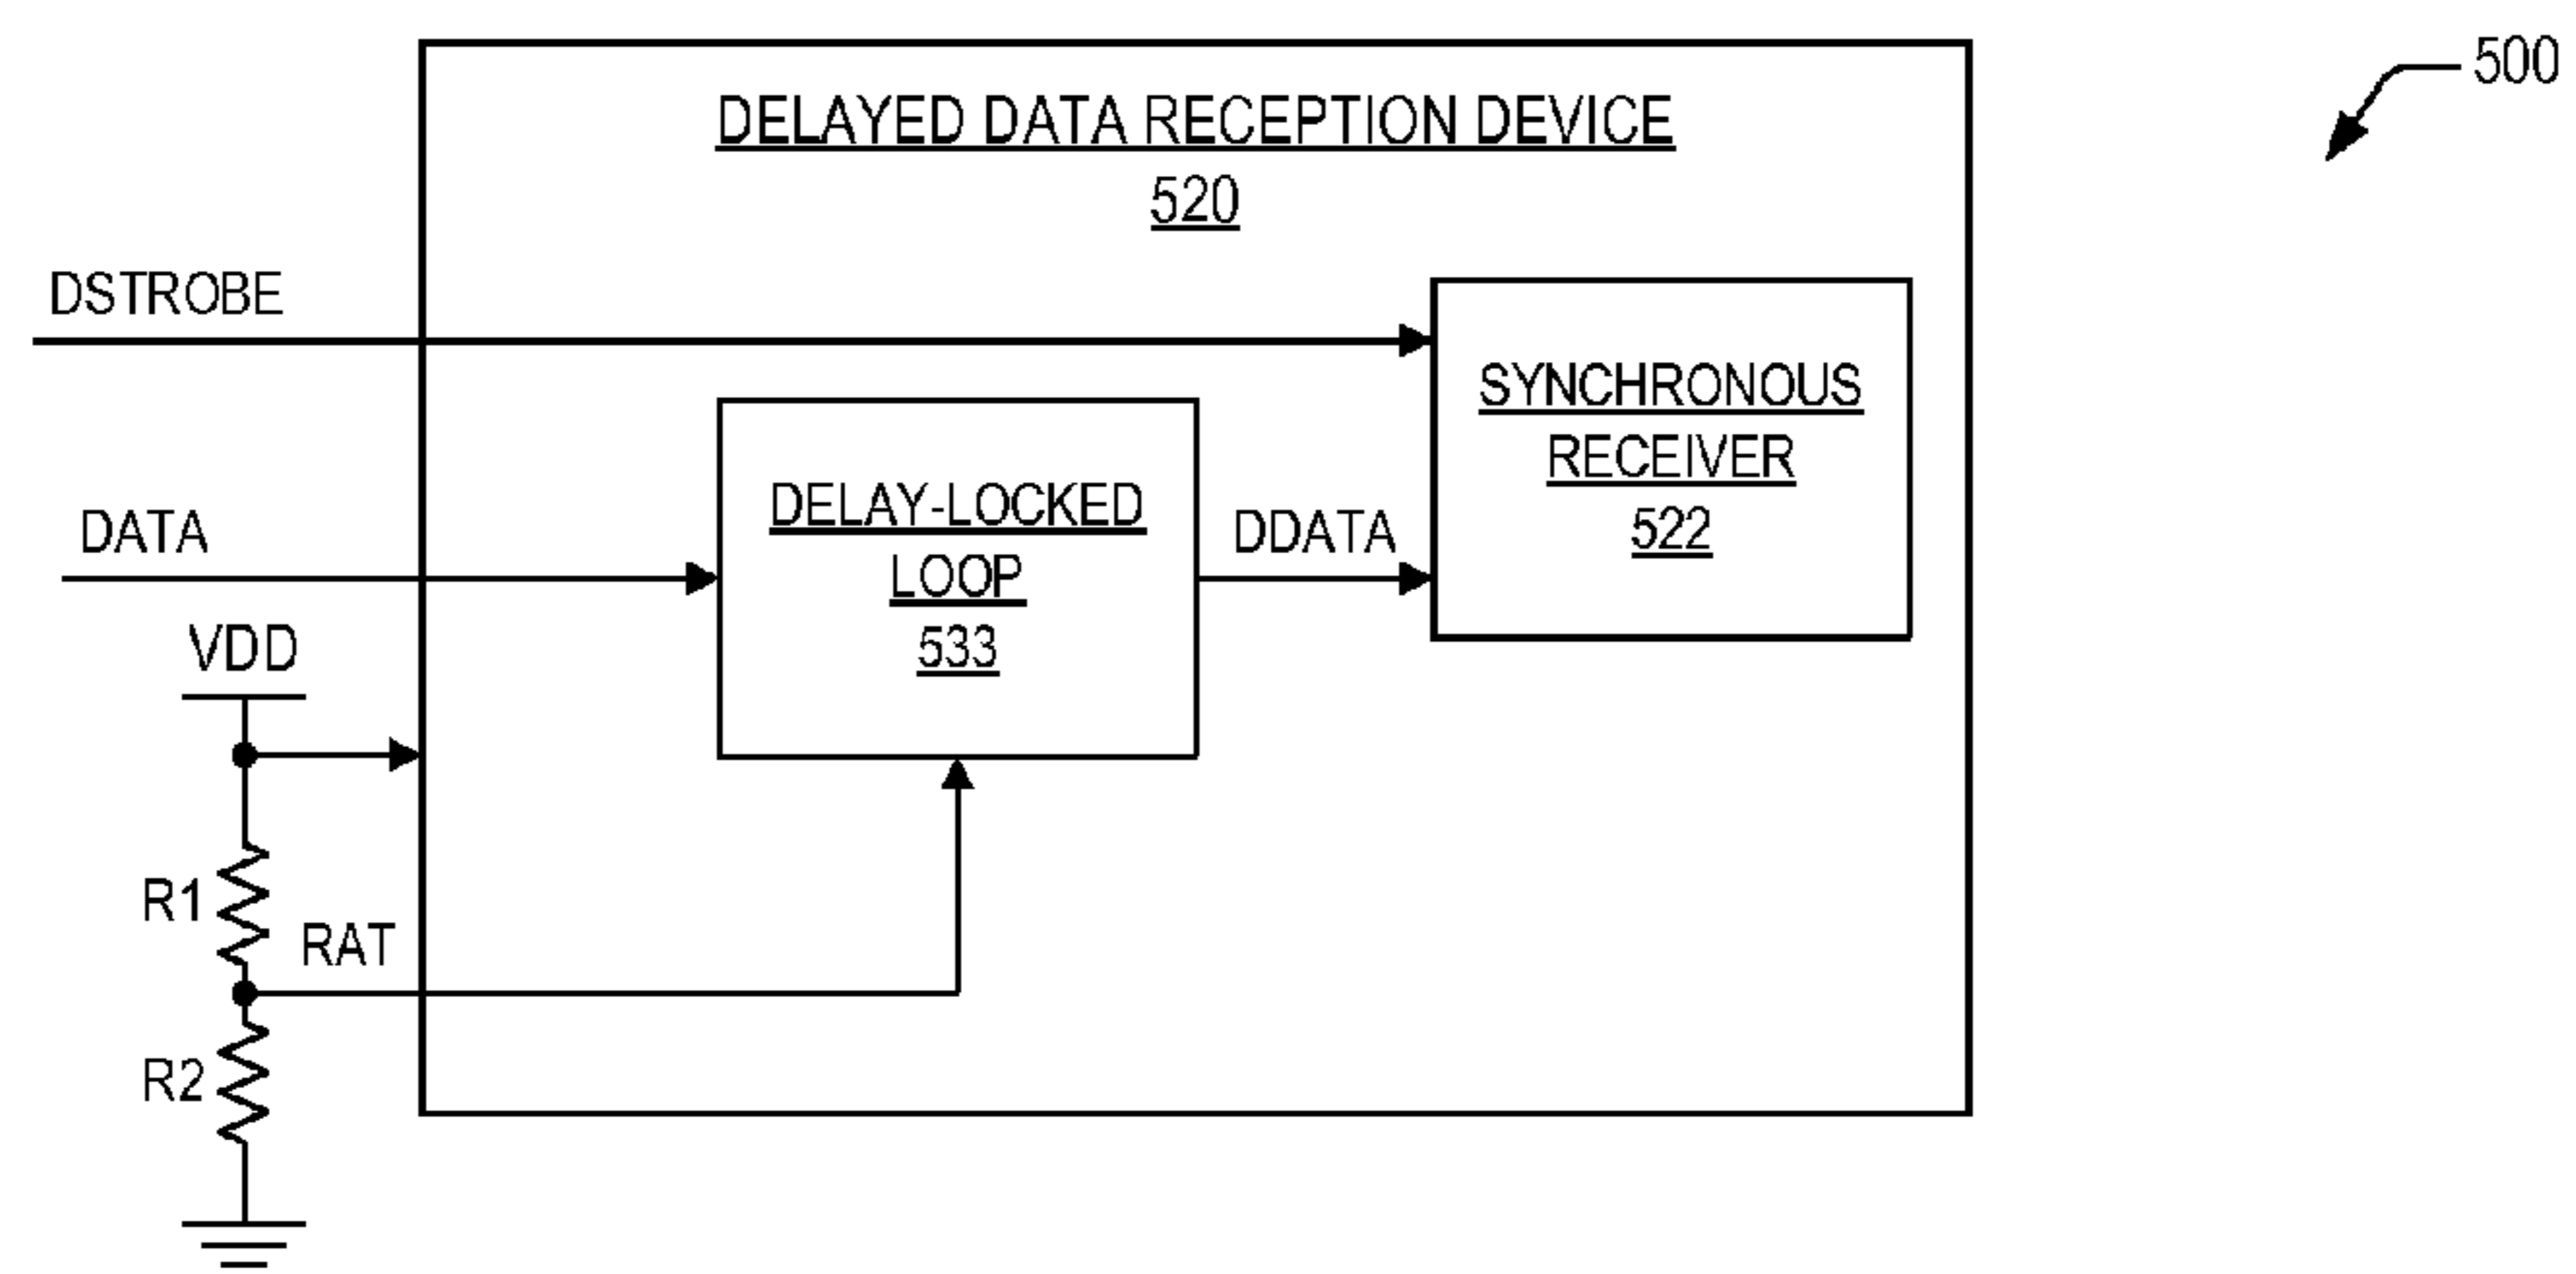 500
DELAYED DATA RECEPTION DEVICE
520
DSTROBE
SYNCHRONOUS
RECEIVER
522
DATA
DELAY-LOCKED
LOOP
533
DDATA
VDD
R1
RAT
R2